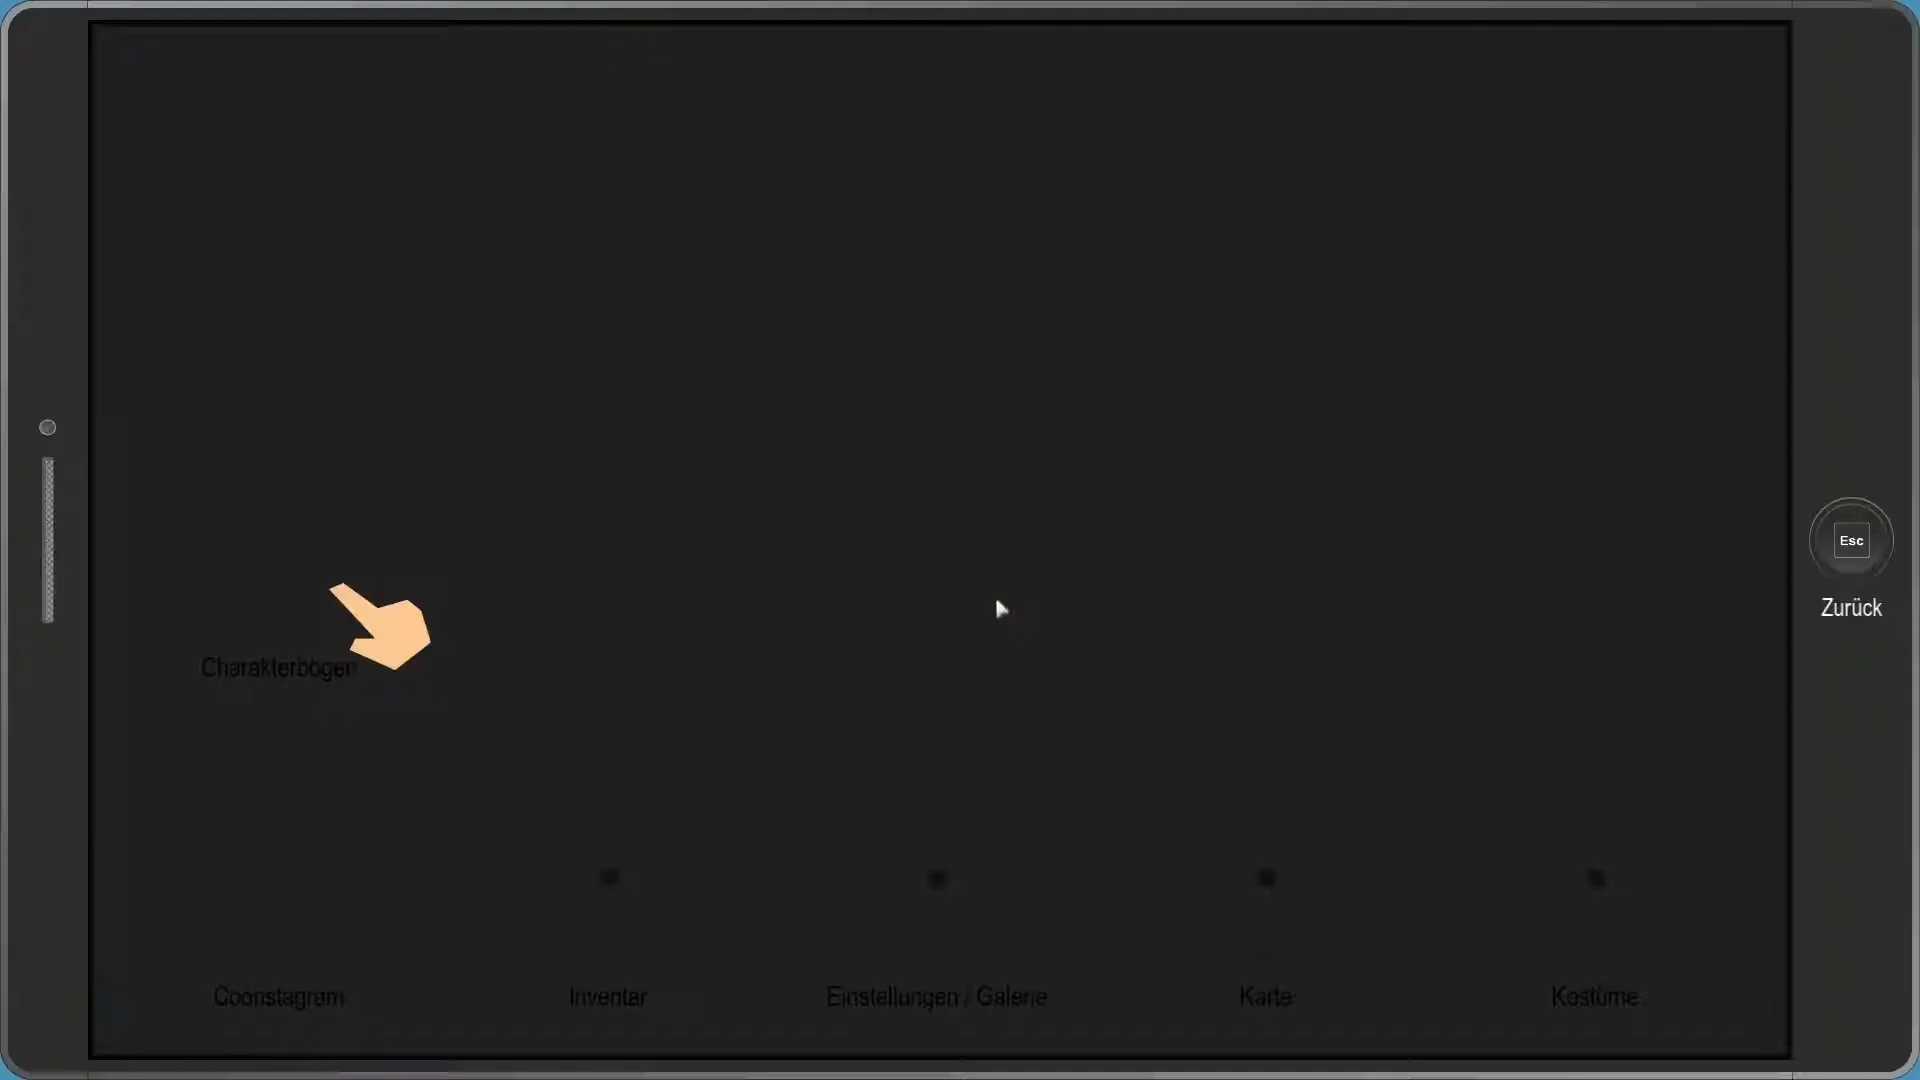 Esc
Zurück
Charakterbogen
Coonstagram
Inventar
Einstellungen / Galerie
Karte
Kostüme